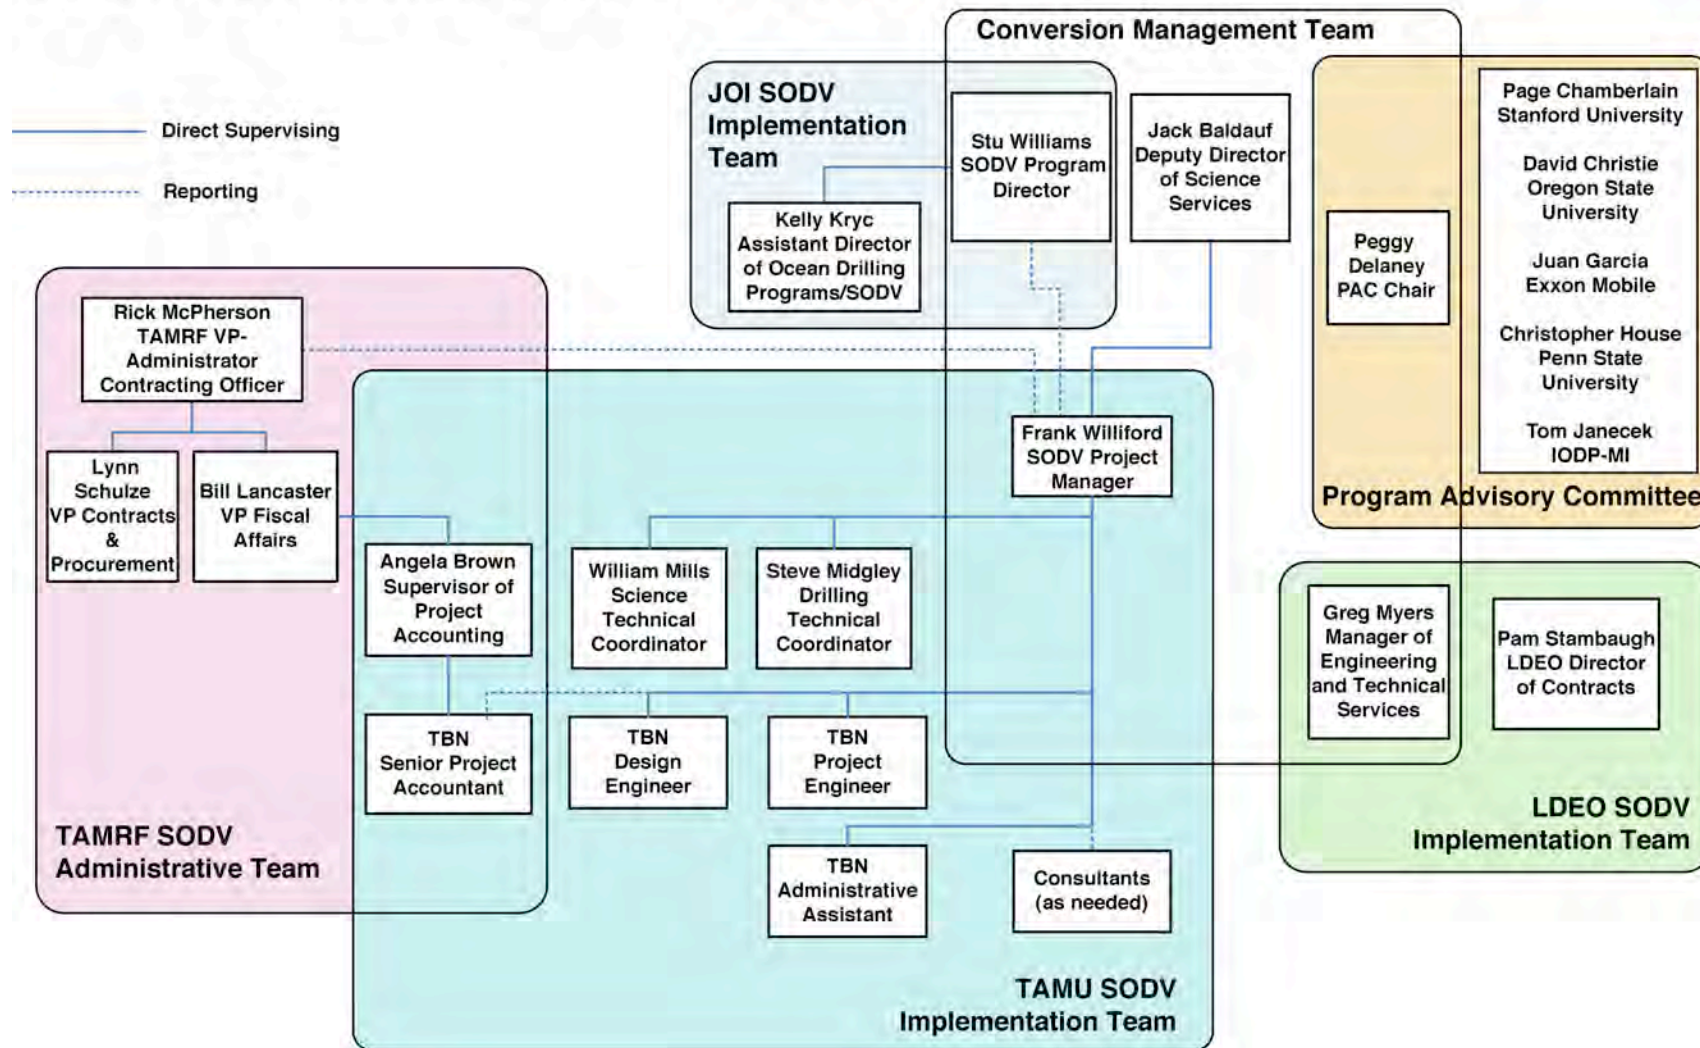 Conversion Management Team
Direct Supervising
Reporting
JOI SODV
Implementation
Team
Stu Williams
SODV Program
Director
Jack Baldauf
Deputy Director
of Science
Services
Kelly Kryc
Assistant Director
of Ocean Drilling
Programs/SODV
Page Chamberlain
Stanford University
David Christie
Oregon State
University
Juan Garcia
Exxon Mobile
Christopher House
Penn State
University
Tom Janecek
IODP-MI
Peggy
Delaney
PAC Chair
Program Advisory Committee
Rick McPherson
TAMRF VP-
Administrator
Contracting Officer
Lynn
Schulze
VP Contracts
&
Procurement
Bill Lancaster
VP Fiscal
Affairs
Frank Williford
SODV Project
Manager
Angela Brown
Supervisor of
Project
Accounting
William Mills
Science
Technical
Coordinator
Steve Midgley
Drilling
Technical
Coordinator
Greg Myers
Manager of
Engineering
and Technical
Services
Pam Stambaugh
LDEO Director
of Contracts
TBN
Senior Project
Accountant
TBN
Design
Engineer
TBN
Project
Engineer
TAMRF SODV
Administrative Team
LDEO SODV
Implementation Team
TBN
Administrative
Assistant
Consultants
(as needed)
TAMU SODV
Implementation Team